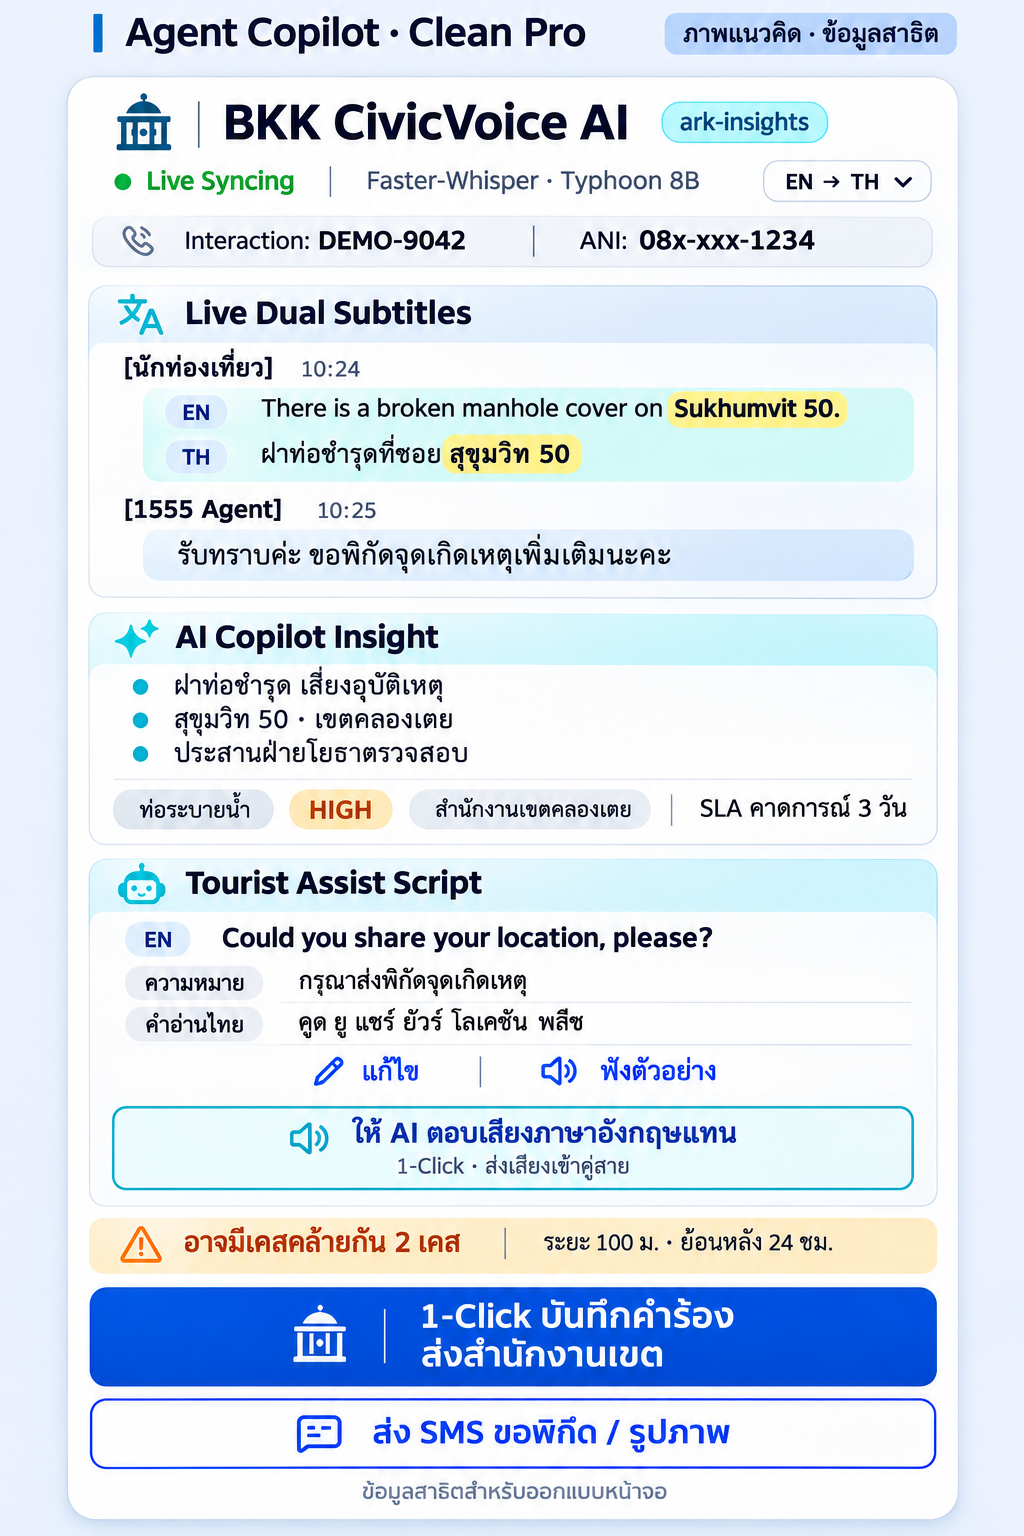 Agent Copilot · Clean Pro
ภาพแนวคิด · ข้อมูลสาธิต
BKK CivicVoice AI
ark-insights
Live Syncing
Faster-Whisper · Typhoon 8B
EN → TH
Interaction: DEMO-9042
ANI: 08x-xxx-1234
Live Dual Subtitles
[นักท่องเที่ยว] 10:24
EN There is a broken manhole cover on Sukhumvit 50.
TH ฝาท่อชำรุดที่ซอย สุขุมวิท 50
[1555 Agent] 10:25
รับทราบค่ะ ขอพิกัดจุดเกิดเหตุเพิ่มเติมนะคะ
AI Copilot Insight
ฝาท่อชำรุด เสี่ยงอุบัติเหตุ
สุขุมวิท 50 · เขตคลองเตย
ประสานฝ่ายโยธาตรวจสอบ
ท่อระบายน้ำ HIGH สำนักงานเขตคลองเตย SLA คาดการณ์ 3 วัน
Tourist Assist Script
EN Could you share your location, please?
ความหมาย กรุณาส่งพิกัดจุดเกิดเหตุ
คำอ่านไทย คูด ยู แชร์ ยัวร์ โลเคชัน พลีซ
แก้ไข ฟังตัวอย่าง
ให้ AI ตอบเสียงภาษาอังกฤษแทน
1-Click · ส่งเสียงเข้าคู่สาย
อาจมีเคสคล้ายกัน 2 เคส ระยะ 100 ม. · ย้อนหลัง 24 ชม.
1-Click บันทึกคำร้อง
ส่งสำนักงานเขต
ส่ง SMS ขอพิกึด / รูปภาพ
ข้อมูลสาธิตสำหรับออกแบบหน้าจอ